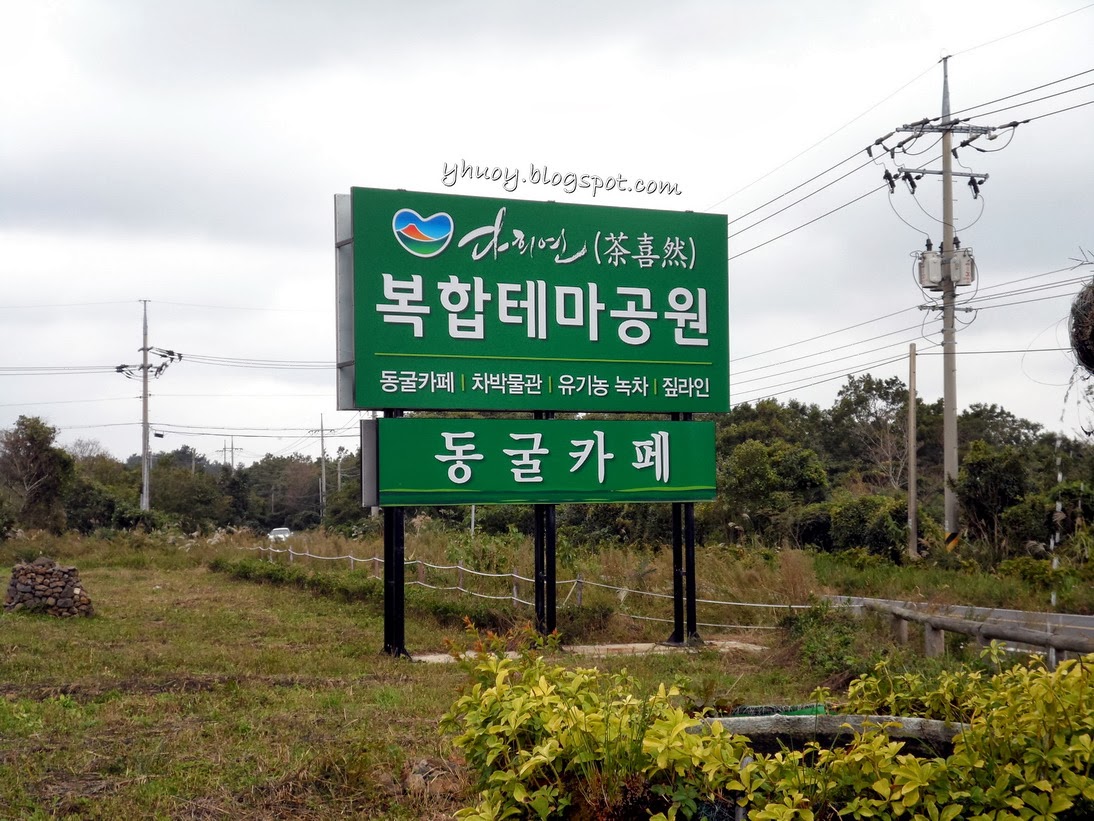 yhuoy.blogspot.com
다희연 (茶喜然)
복합테마공원
동굴카페 | 차박물관 | 유기농 녹차 | 짚라인
동굴카페